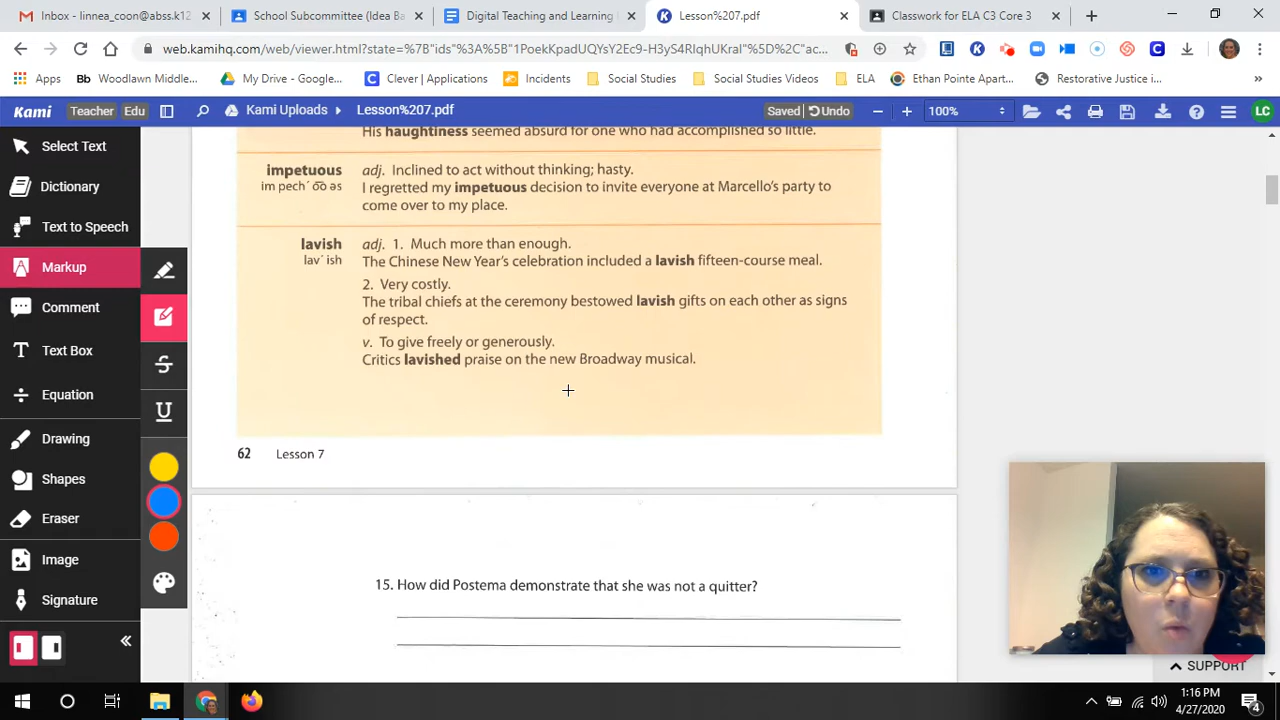 Inbox - linnea_coon@abss.k12
School Subcommittee (Idea Ba
Digital Teaching and Learning
Lesson%207.pdf
Classwork for ELA C3 Core 3
web.kamihq.com/web/viewer.html?state=%7B"ids"%3A%5B"1PoekKpadUQYsY2Ec9-H3yS4RIqhUKraI"%5D%2C"ac...
Apps
Bb Woodlawn Middle...
My Drive - Google...
Clever | Applications
Incidents
Social Studies
Social Studies Videos
ELA
Ethan Pointe Apart...
Restorative Justice i...
»
Kami
Teacher
Edu
Kami Uploads
Lesson%207.pdf
Saved
Undo
100%
LC
Select Text
Dictionary
Text to Speech
Markup
Comment
Text Box
Equation
Drawing
Shapes
Eraser
Image
Signature
His haughtiness seemed absurd for one who had accomplished so little.
impetuous adj. Inclined to act without thinking; hasty.
im pech´ o͞o əs I regretted my impetuous decision to invite everyone at Marcello's party to
come over to my place.
lavish adj. 1. Much more than enough.
lav´ ish The Chinese New Year's celebration included a lavish fifteen-course meal.
2. Very costly.
The tribal chiefs at the ceremony bestowed lavish gifts on each other as signs
of respect.
v. To give freely or generously.
Critics lavished praise on the new Broadway musical.
62 Lesson 7
15. How did Postema demonstrate that she was not a quitter?
SUPPORT
1:16 PM
4/27/2020
4